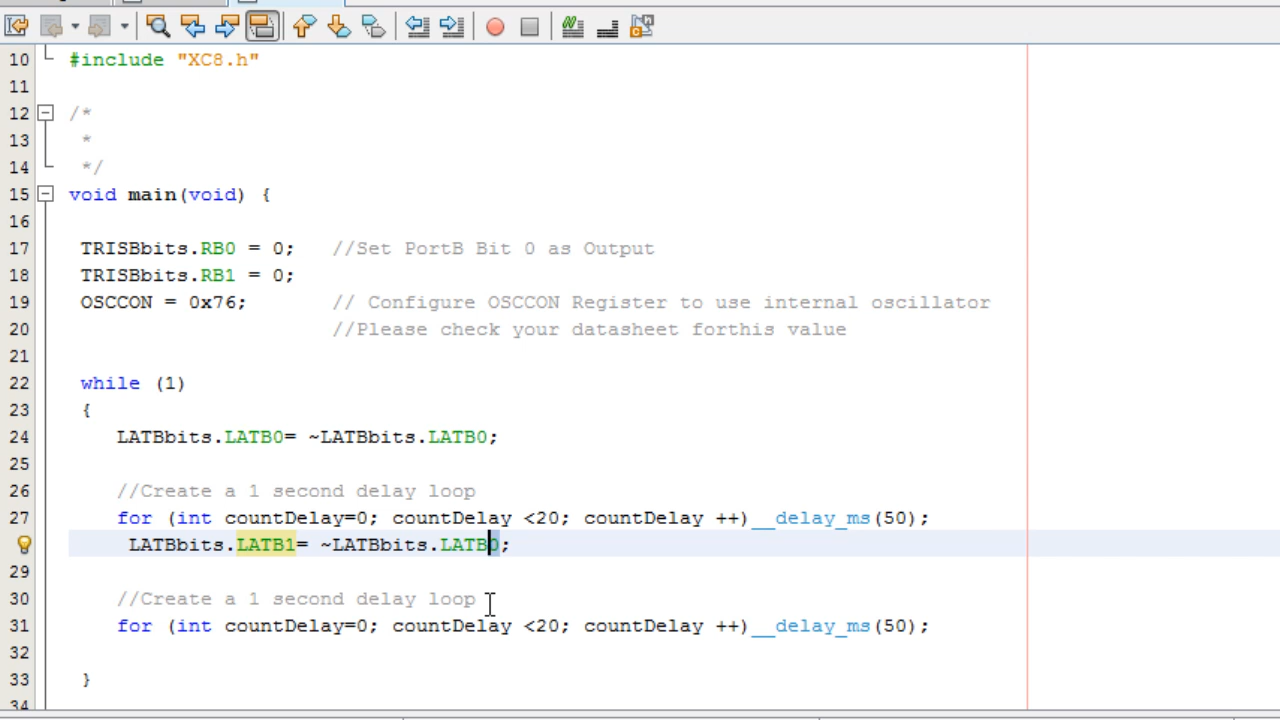 10 #include "XC8.h"
11
12 /*
13 *
14 */
15 void main(void) {
16
17 TRISBbits.RB0 = 0; //Set PortB Bit 0 as Output
18 TRISBbits.RB1 = 0;
19 OSCCON = 0x76; // Configure OSCCON Register to use internal oscillator
20 //Please check your datasheet forthis value
21
22 while (1)
23 {
24 LATBbits.LATB0= ~LATBbits.LATB0;
25
26 //Create a 1 second delay loop
27 for (int countDelay=0; countDelay <20; countDelay ++)__delay_ms(50);
LATBbits.LATB1= ~LATBbits.LATB0;
29
30 //Create a 1 second delay loop
31 for (int countDelay=0; countDelay <20; countDelay ++)__delay_ms(50);
32
33 }
34